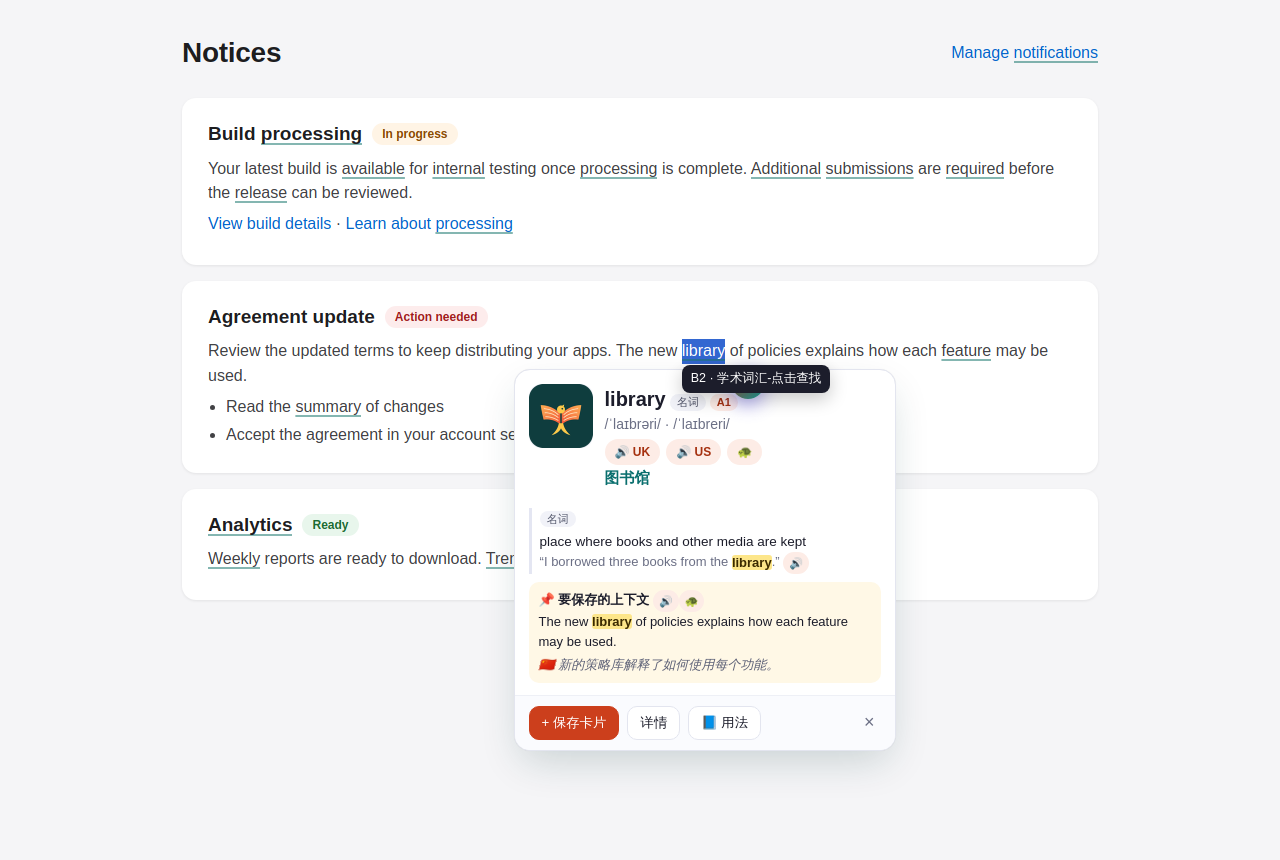 Notices
Manage notifications
Build processing In progress
Your latest build is available for internal testing once processing is complete. Additional submissions are required before
the release can be reviewed.
View build details · Learn about processing
Agreement update Action needed
Review the updated terms to keep distributing your apps. The new library of policies explains how each feature may be
used.
Read the summary of changes
Accept the agreement in your account
Analytics Ready
Weekly reports are ready to download.
B2 · 学术词汇-点击查找
library 名词 A1
/ˈlaɪbrəri/ · /ˈlaɪbreri/
🔊 UK 🔊 US 🐢
图书馆
名词
place where books and other media are kept
“I borrowed three books from the library.” 🔊
📌 要保存的上下文 🔊 🐢
The new library of policies explains how each feature
may be used.
🇨🇳 新的策略库解释了如何使用每个功能。
+ 保存卡片 详情 📘 用法 ×